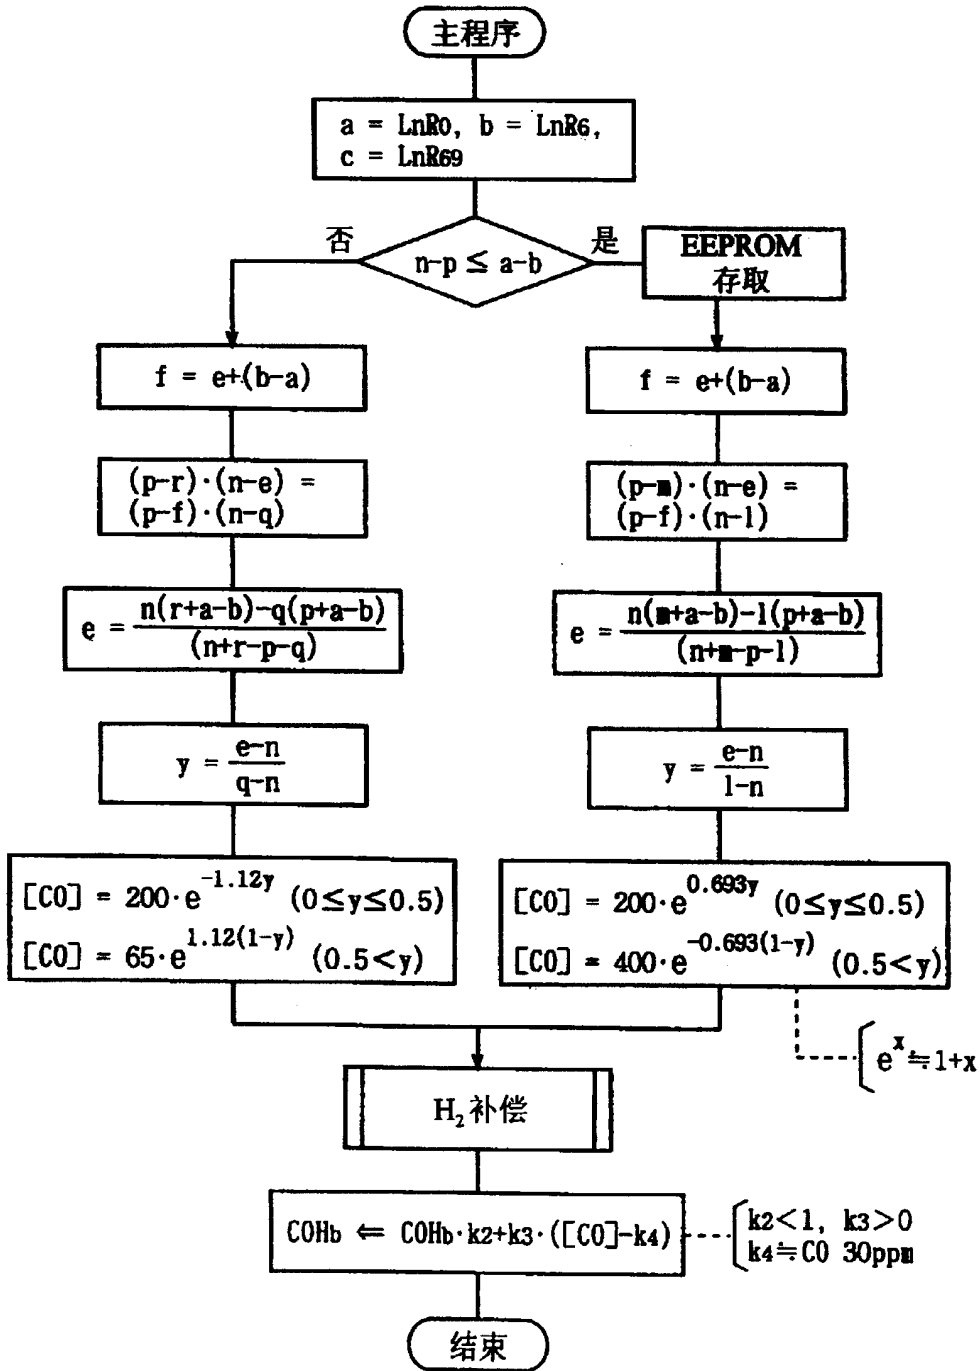 主程序
a = LnR0, b = LnR6,
c = LnR69
n-p ≤ a-b
否
是
EEPROM
存取
f = e+(b-a)
(p-r)·(n-e) =
(p-f)·(n-q)
e = n(r+a-b)-q(p+a-b)
(n+r-p-q)
y = e-n
q-n
[CO] = 200·e^-1.12y (0≤y≤0.5)
[CO] = 65·e^1.12(1-y) (0.5<y)
f = e+(b-a)
(p-m)·(n-e) =
(p-f)·(n-l)
e = n(m+a-b)-l(p+a-b)
(n+m-p-l)
y = e-n
l-n
[CO] = 200·e^0.693y (0≤y≤0.5)
[CO] = 400·e^-0.693(1-y) (0.5<y)
e^x≒1+x
H₂补偿
COHb ⇐ COHb·k2+k3·([CO]-k4)
k2<1, k3>0
k4≒CO 30ppm
结束